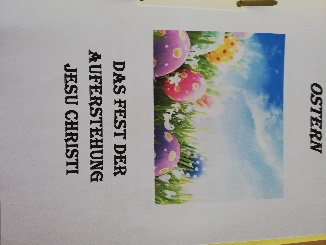 OSTERN
DAS FEST DER
AUFERSTEHUNG
JESU CHRISTI